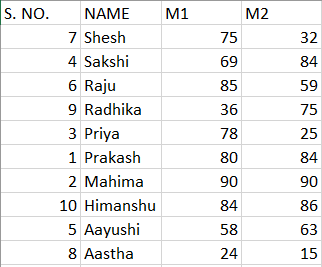 S. NO. NAME M1 M2
7 Shesh 75 32
4 Sakshi 69 84
6 Raju 85 59
9 Radhika 36 75
3 Priya 78 25
1 Prakash 80 84
2 Mahima 90 90
10 Himanshu 84 86
5 Aayushi 58 63
8 Aastha 24 15